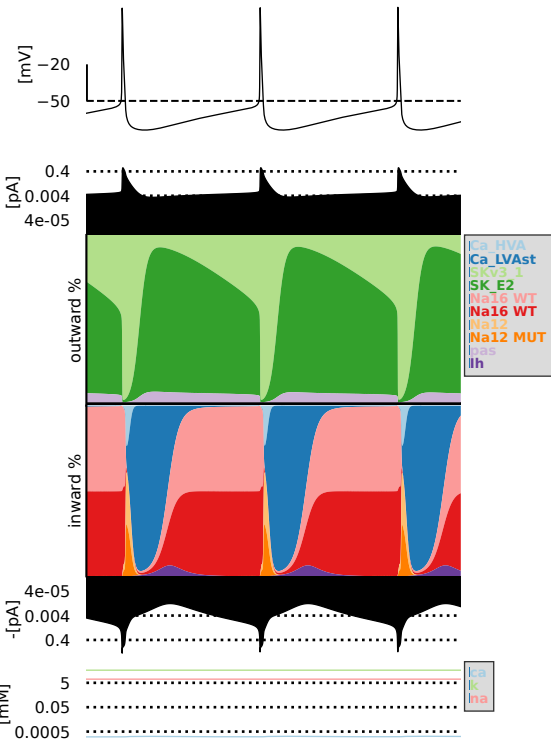 [mV]
−20
−50
[pA]
0.4
0.004
4e-05
outward %
Ca_HVA
Ca_LVAst
SKv3_1
SK_E2
Na16 WT
Na16 WT
Na12
Na12 MUT
pas
Ih
inward %
-[pA]
4e-05
0.004
0.4
[mM]
5
0.05
0.0005
ca
k
na